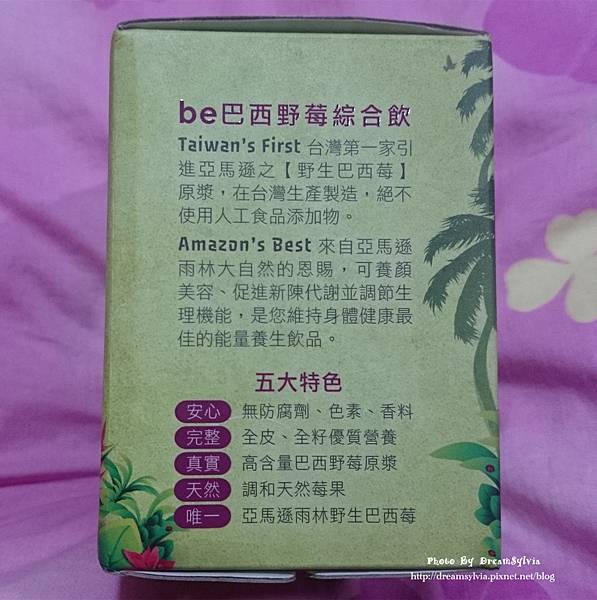 be巴西野莓綜合飲
Taiwan's First 台灣第一家引
進亞馬遜之【野生巴西莓】
原漿，在台灣生產製造，絕不
使用人工食品添加物。
Amazon's Best 來自亞馬遜
雨林大自然的恩賜，可養顏
美容、促進新陳代謝並調節生
理機能，是您維持身體健康最
佳的能量養生飲品。
五大特色
安心 無防腐劑、色素、香料
完整 全皮、全籽優質營養
真實 高含量巴西野莓原漿
天然 調和天然莓果
唯一 亞馬遜雨林野生巴西莓
Photo By DreamSylvia
http://dreamsylvia.pixnet.net/blog